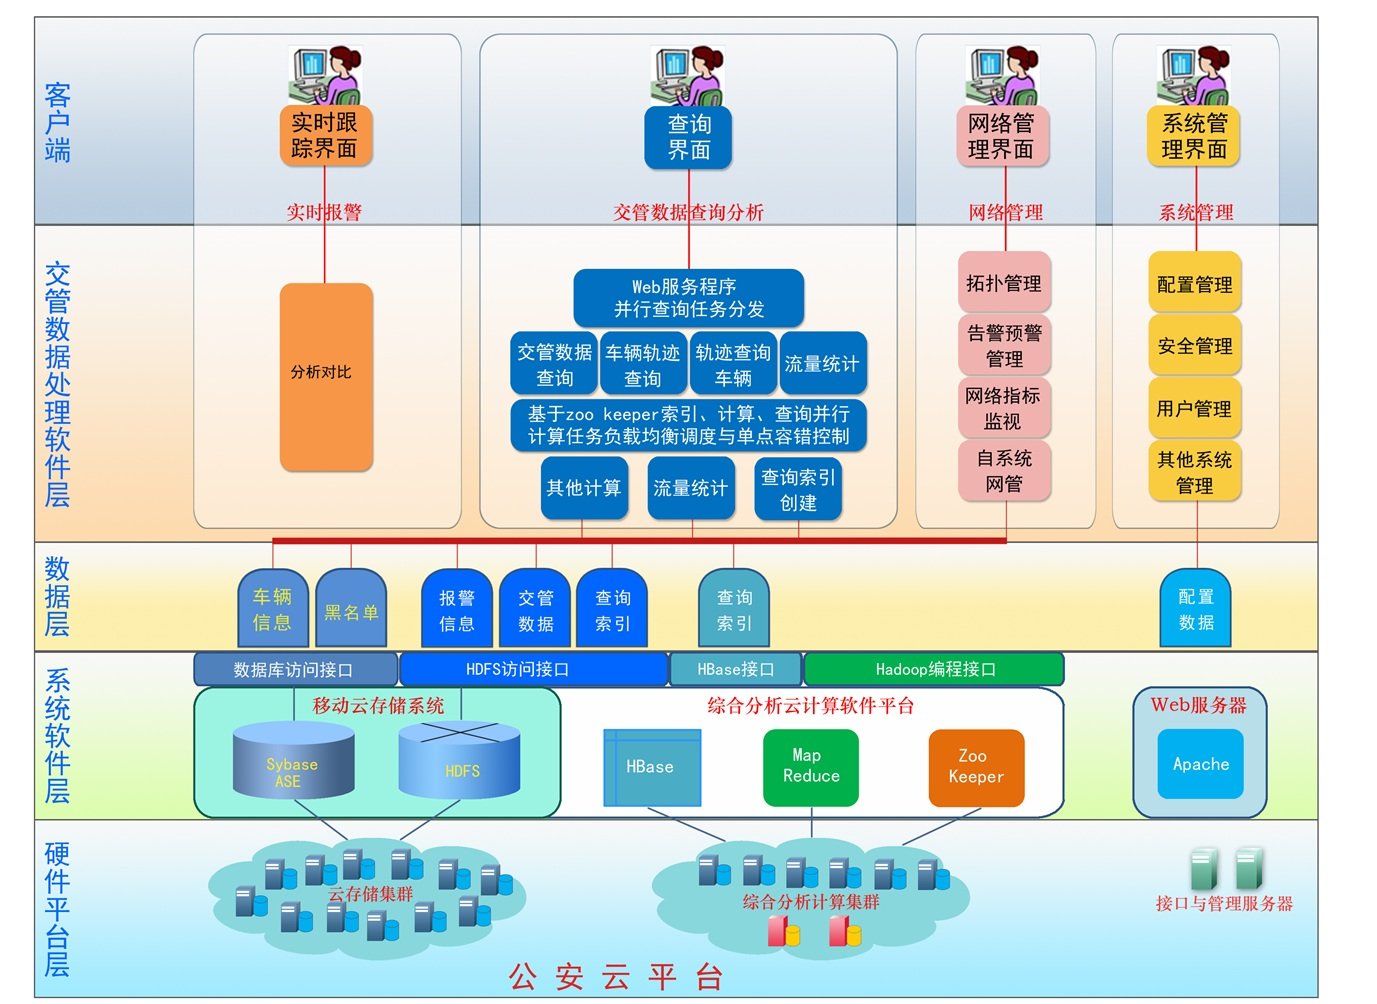 客户端
实时跟
踪界面
查询
界面
网络管
理界面
系统管
理界面
实时报警
交管数据查询分析
网络管理
系统管理
交管数据处理软件层
分析对比
Web服务程序
并行查询任务分发
交管数据
查询
车辆轨迹
查询
轨迹查询
车辆
流量统计
基于zoo keeper索引、计算、查询并行
计算任务负载均衡调度与单点容错控制
其他计算
流量统计
查询索引
创建
拓扑管理
告警预警
管理
网络指标
监视
自系统
网管
配置管理
安全管理
用户管理
其他系统
管理
数据层
车辆
信息
黑名单
报警
信息
交管
数据
查询
索引
查询
索引
配置
数据
系统软件层
数据库访问接口
HDFS访问接口
HBase接口
Hadoop编程接口
移动云存储系统
综合分析云计算软件平台
Web服务器
Sybase
ASE
HDFS
HBase
Map
Reduce
Zoo
Keeper
Apache
硬件平台层
云存储集群
综合分析计算集群
接口与管理服务器
公安云平台